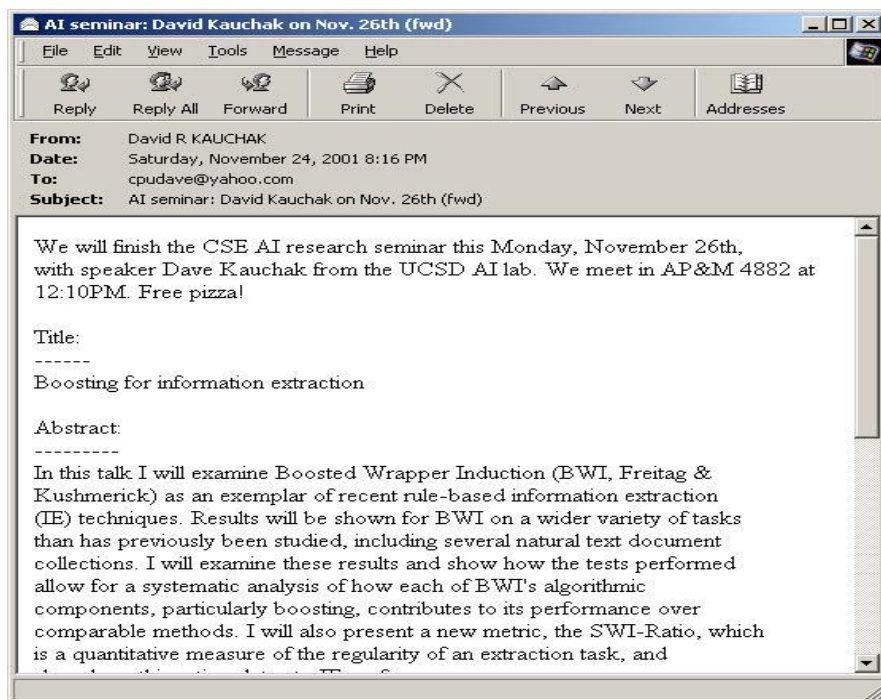 AI seminar: David Kauchak on Nov. 26th (fwd)
File Edit View Tools Message Help
Reply Reply All Forward Print Delete Previous Next Addresses
From: David R KAUCHAK
Date: Saturday, November 24, 2001 8:16 PM
To: cpudave@yahoo.com
Subject: AI seminar: David Kauchak on Nov. 26th (fwd)
We will finish the CSE AI research seminar this Monday, November 26th,
with speaker Dave Kauchak from the UCSD AI lab. We meet in AP&M 4882 at
12:10PM. Free pizza!
Title:
------
Boosting for information extraction
Abstract:
---------
In this talk I will examine Boosted Wrapper Induction (BWI, Freitag &
Kushmerick) as an exemplar of recent rule-based information extraction
(IE) techniques. Results will be shown for BWI on a wider variety of tasks
than has previously been studied, including several natural text document
collections. I will examine these results and show how the tests performed
allow for a systematic analysis of how each of BWI's algorithmic
components, particularly boosting, contributes to its performance over
comparable methods. I will also present a new metric, the SWI-Ratio, which
is a quantitative measure of the regularity of an extraction task, and